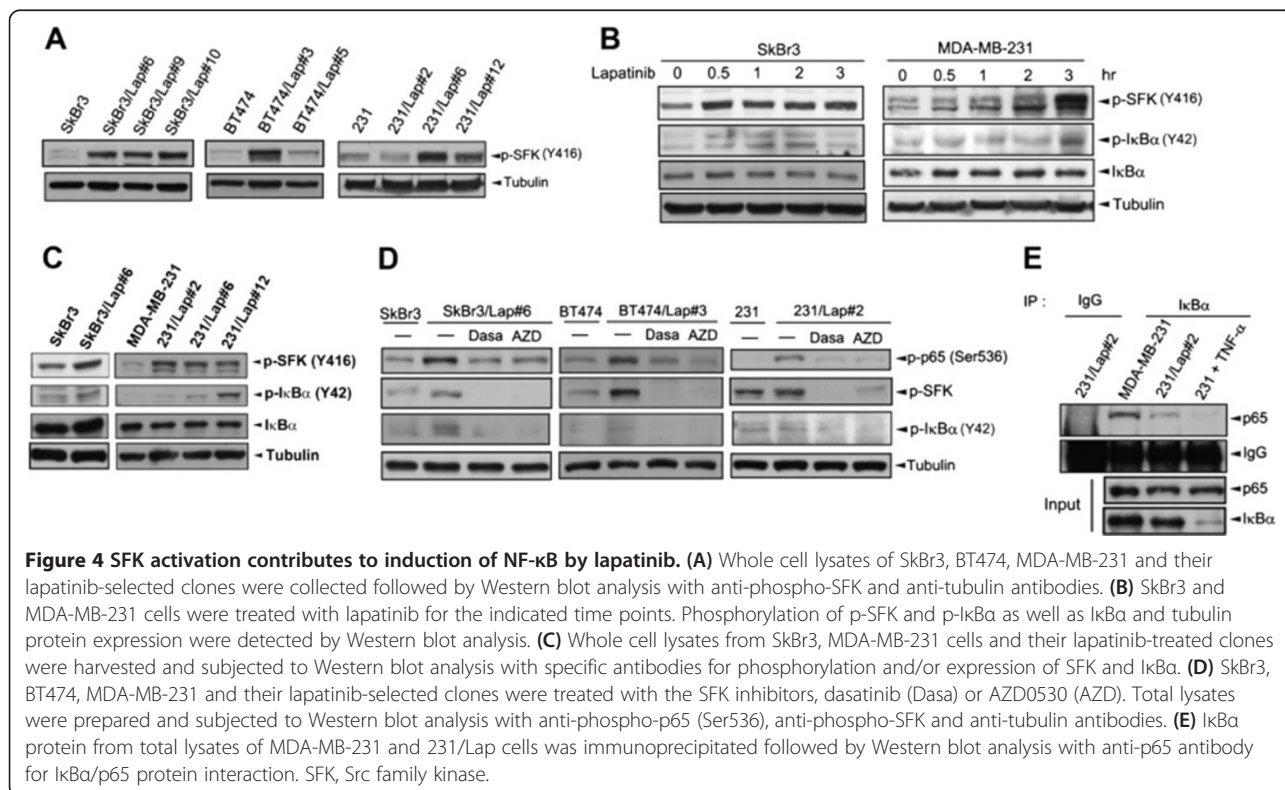 A
SkBr3
SkBr3/Lap#6
SkBr3/Lap#9
SkBr3/Lap#10
BT474
BT474/Lap#3
BT474/Lap#5
231
231/Lap#2
231/Lap#6
231/Lap#12
p-SFK (Y416)
Tubulin
B
SkBr3
MDA-MB-231
Lapatinib 0 0.5 1 2 3 0 0.5 1 2 3 hr
p-SFK (Y416)
p-IκBα (Y42)
IκBα
Tubulin
C
SkBr3
SkBr3/Lap#6
MDA-MB-231
231/Lap#2
231/Lap#6
231/Lap#12
p-SFK (Y416)
p-IκBα (Y42)
IκBα
Tubulin
D
SkBr3 SkBr3/Lap#6 BT474 BT474/Lap#3 231 231/Lap#2
— — Dasa AZD — — Dasa AZD — — Dasa AZD
p-p65 (Ser536)
p-SFK
p-IκBα (Y42)
Tubulin
E
IP : IgG IκBα
231/Lap#2
MDA-MB-231
231/Lap#2
231 + TNF-α
p65
IgG
Input
p65
IκBα
Figure 4 SFK activation contributes to induction of NF-κB by lapatinib. (A) Whole cell lysates of SkBr3, BT474, MDA-MB-231 and their
lapatinib-selected clones were collected followed by Western blot analysis with anti-phospho-SFK and anti-tubulin antibodies. (B) SkBr3 and
MDA-MB-231 cells were treated with lapatinib for the indicated time points. Phosphorylation of p-SFK and p-IκBα as well as IκBα and tubulin
protein expression were detected by Western blot analysis. (C) Whole cell lysates from SkBr3, MDA-MB-231 cells and their lapatinib-treated clones
were harvested and subjected to Western blot analysis with specific antibodies for phosphorylation and/or expression of SFK and IκBα. (D) SkBr3,
BT474, MDA-MB-231 and their lapatinib-selected clones were treated with the SFK inhibitors, dasatinib (Dasa) or AZD0530 (AZD). Total lysates
were prepared and subjected to Western blot analysis with anti-phospho-p65 (Ser536), anti-phospho-SFK and anti-tubulin antibodies. (E) IκBα
protein from total lysates of MDA-MB-231 and 231/Lap cells was immunoprecipitated followed by Western blot analysis with anti-p65 antibody
for IκBα/p65 protein interaction. SFK, Src family kinase.